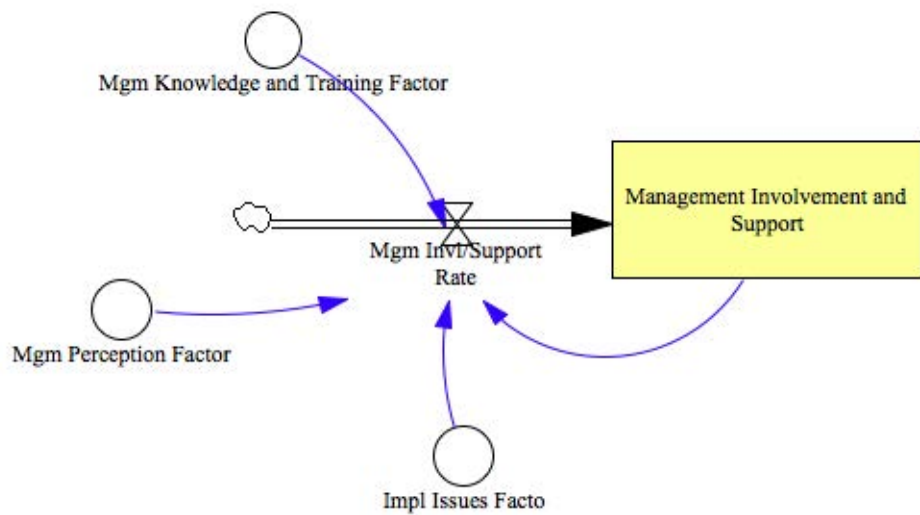 Mgm Knowledge and Training Factor
Management Involvement and
Support
Mgm Invl/Support
Rate
Mgm Perception Factor
Impl Issues Facto